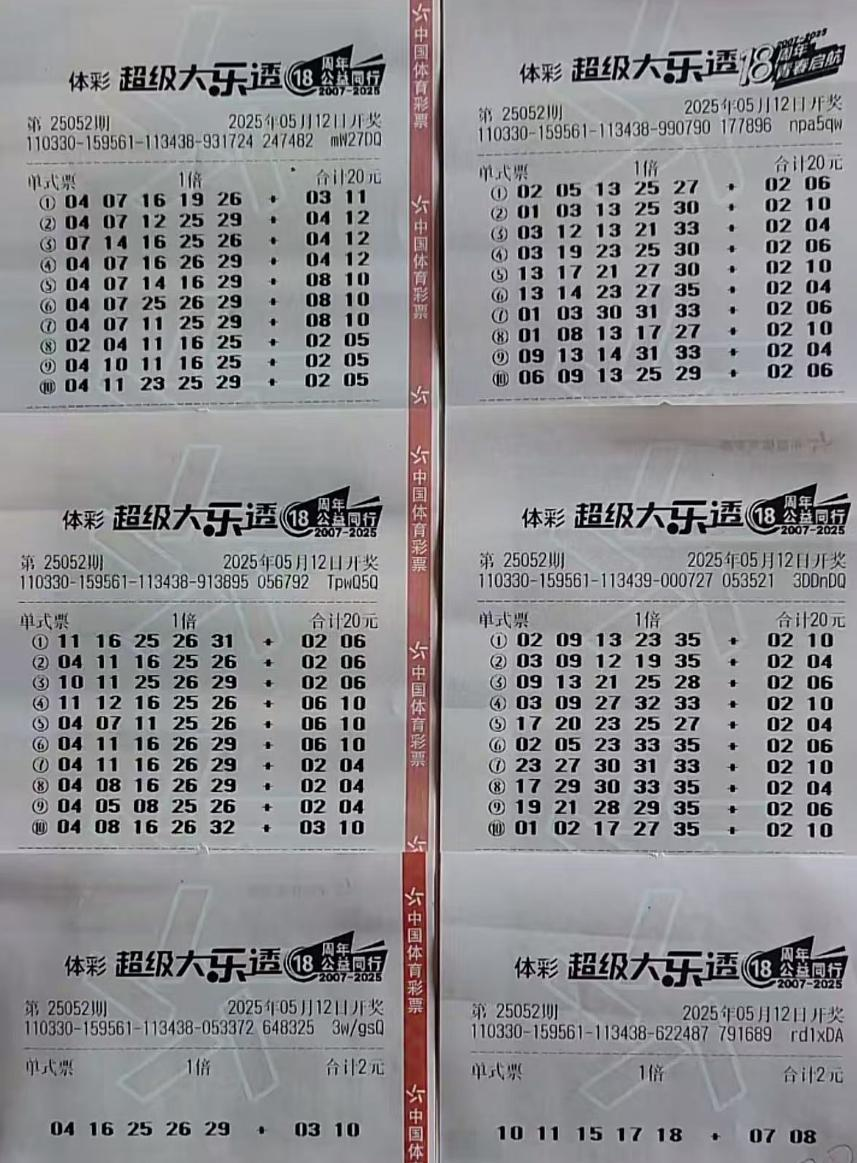 体彩 超级大乐透 18 周年 公益同行 2007-2025
第 25052期 2025年05月12日开奖
110330-159561-113438-931724 247482 mW27DQ
单式票 1倍 合计20元
① 04 07 16 19 26 + 03 11
② 04 07 12 25 29 + 04 12
③ 07 14 16 25 26 + 04 12
④ 04 07 16 26 29 + 04 12
⑤ 04 07 14 16 29 + 08 10
⑥ 04 07 25 26 29 + 08 10
⑦ 04 07 11 25 29 + 08 10
⑧ 02 04 11 16 25 + 02 05
⑨ 04 10 11 16 25 + 02 05
⑩ 04 11 23 25 29 + 02 05
体彩 超级大乐透 18 周年 青春启航 2007-2025
第 25052期 2025年05月12日开奖
110330-159561-113438-990790 177896 npa5qw
单式票 1倍 合计20元
① 02 05 13 25 27 + 02 06
② 01 03 13 25 30 + 02 10
③ 03 12 13 21 33 + 02 04
④ 03 19 23 25 30 + 02 06
⑤ 13 17 21 27 30 + 02 10
⑥ 13 14 23 27 35 + 02 04
⑦ 01 03 30 31 33 + 02 06
⑧ 01 08 13 17 27 + 02 10
⑨ 09 13 14 31 33 + 02 04
⑩ 06 09 13 25 29 + 02 06
体彩 超级大乐透 18 周年 公益同行 2007-2025
第 25052期 2025年05月12日开奖
110330-159561-113438-913895 056792 TpwQ5Q
单式票 1倍 合计20元
① 11 16 25 26 31 + 02 06
② 04 11 16 25 26 + 02 06
③ 10 11 25 26 29 + 02 06
④ 11 12 16 25 26 + 06 10
⑤ 04 07 11 25 26 + 06 10
⑥ 04 11 16 26 29 + 06 10
⑦ 04 11 16 26 29 + 02 04
⑧ 04 08 16 26 29 + 02 04
⑨ 04 05 08 25 26 + 02 04
⑩ 04 08 16 26 32 + 03 10
体彩 超级大乐透 18 周年 公益同行 2007-2025
第 25052期 2025年05月12日开奖
110330-159561-113439-000727 053521 3DDnDQ
单式票 1倍 合计20元
① 02 09 13 23 35 + 02 10
② 03 09 12 19 35 + 02 04
③ 09 13 21 25 28 + 02 06
④ 03 09 27 32 33 + 02 10
⑤ 17 20 23 25 27 + 02 04
⑥ 02 05 23 33 35 + 02 06
⑦ 23 27 30 31 33 + 02 10
⑧ 17 29 30 33 35 + 02 04
⑨ 19 21 28 29 35 + 02 06
⑩ 01 02 17 27 35 + 02 10
体彩 超级大乐透 18 周年 公益同行 2007-2025
第 25052期 2025年05月12日开奖
110330-159561-113438-053372 648325 3w/gsQ
单式票 1倍 合计2元
04 16 25 26 29 + 03 10
体彩 超级大乐透 18 周年 公益同行 2007-2025
第 25052期 2025年05月12日开奖
110330-159561-113438-622487 791689 rd1xDA
单式票 1倍 合计2元
10 11 15 17 18 + 07 08
中国体育彩票
中国体育彩票
中国体育彩票
中国体育彩票
中国体育彩票
中国体